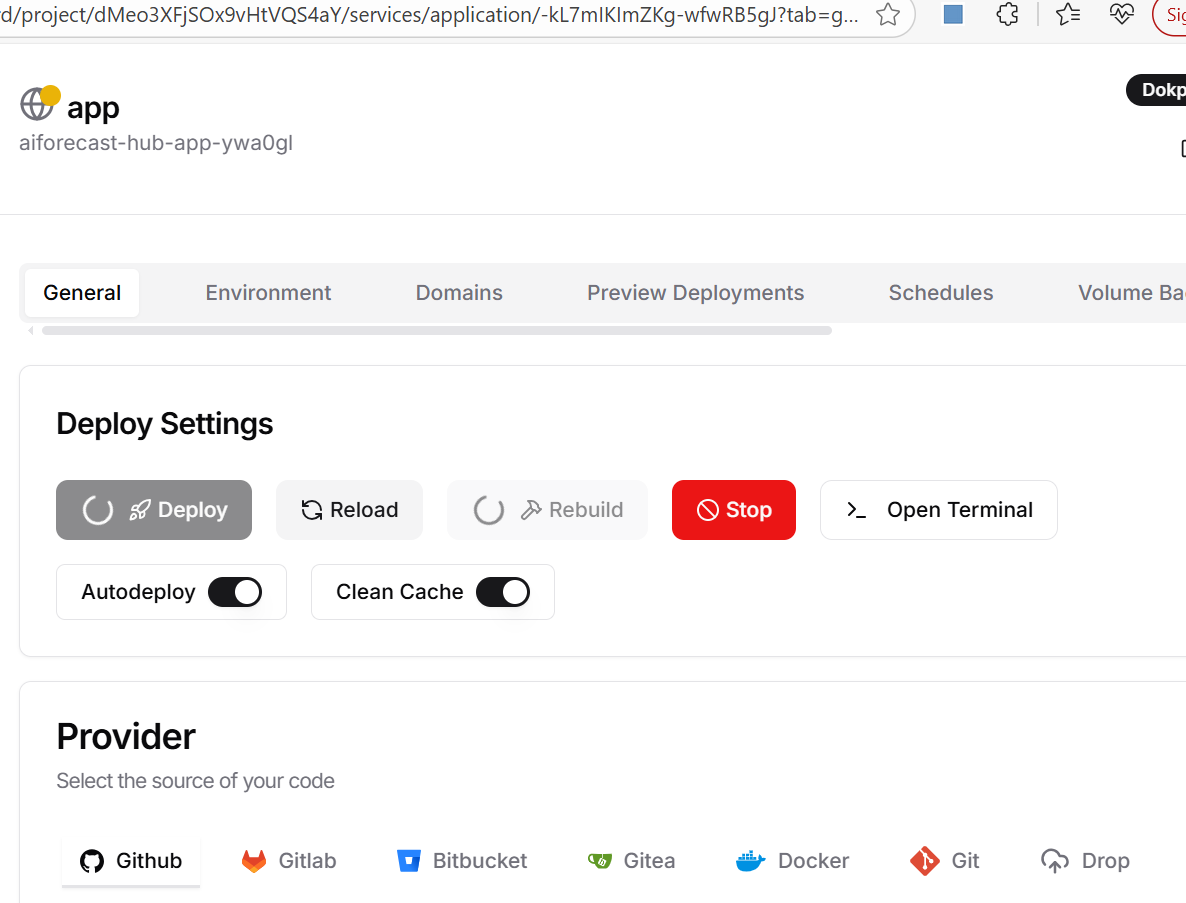 rd/project/dMeo3XFjSOx9vHtVQS4aY/services/application/-kL7mIKImZKg-wfwRB5gJ?tab=g...
Sig
app
Dokp
aiforecast-hub-app-ywa0gl
General Environment Domains Preview Deployments Schedules Volume Ba
Deploy Settings
Deploy Reload Rebuild Stop Open Terminal
Autodeploy Clean Cache
Provider
Select the source of your code
Github Gitlab Bitbucket Gitea Docker Git Drop